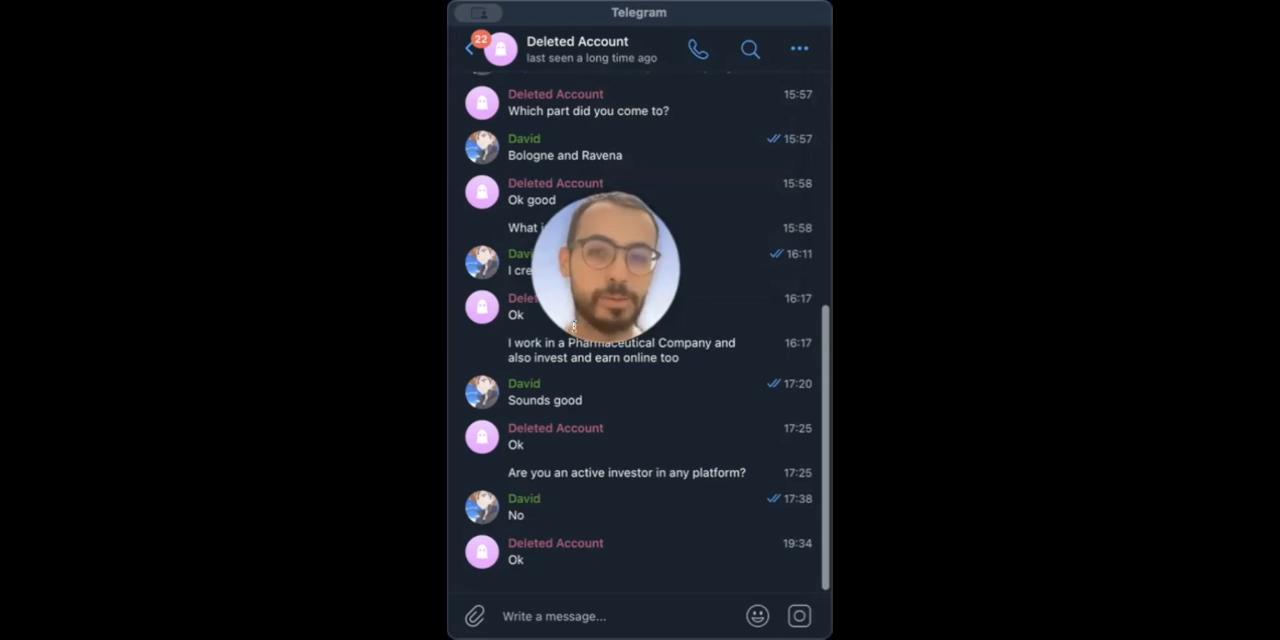 Telegram
22
Deleted Account
last seen a long time ago
Deleted Account 15:57
Which part did you come to?
David 15:57
Bologne and Ravena
Deleted Account 15:58
Ok good
What 15:58
16:11
I
16:17
Ok
I work in a Pharmaceutical Company and 16:17
also invest and earn online too
David 17:20
Sounds good
Deleted Account 17:25
Ok
Are you an active investor in any platform? 17:25
David 17:38
No
Deleted Account 19:34
Ok
Write a message...